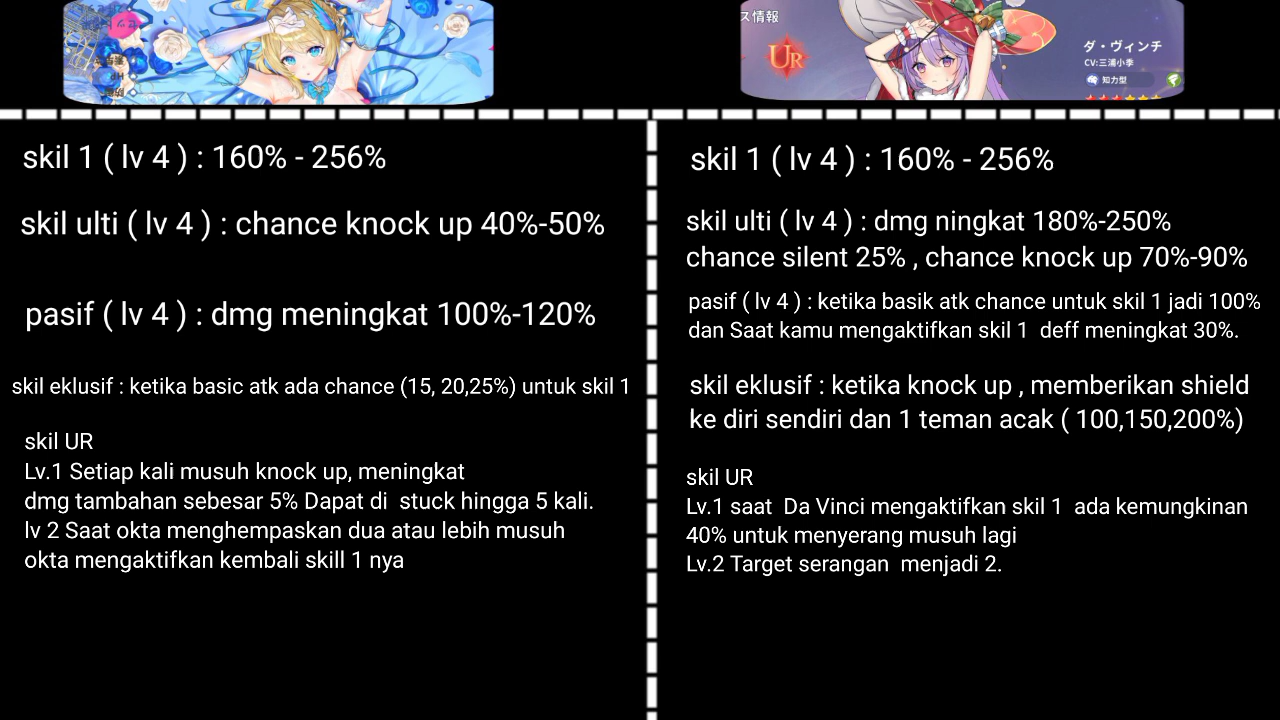 ス情報
UR
ダ・ヴィンチ
CV:三浦小季
知力型
skil 1 ( lv 4 ) : 160% - 256%
skil ulti ( lv 4 ) : chance knock up 40%-50%
pasif ( lv 4 ) : dmg meningkat 100%-120%
skil eklusif : ketika basic atk ada chance (15, 20,25%) untuk skil 1
skil UR
Lv.1 Setiap kali musuh knock up, meningkat
dmg tambahan sebesar 5% Dapat di stuck hingga 5 kali.
lv 2 Saat okta menghempaskan dua atau lebih musuh
okta mengaktifkan kembali skill 1 nya
skil 1 ( lv 4 ) : 160% - 256%
skil ulti ( lv 4 ) : dmg ningkat 180%-250%
chance silent 25% , chance knock up 70%-90%
pasif ( lv 4 ) : ketika basik atk chance untuk skil 1 jadi 100%
dan Saat kamu mengaktifkan skil 1 deff meningkat 30%.
skil eklusif : ketika knock up , memberikan shield
ke diri sendiri dan 1 teman acak ( 100,150,200%)
skil UR
Lv.1 saat Da Vinci mengaktifkan skil 1 ada kemungkinan
40% untuk menyerang musuh lagi
Lv.2 Target serangan menjadi 2.